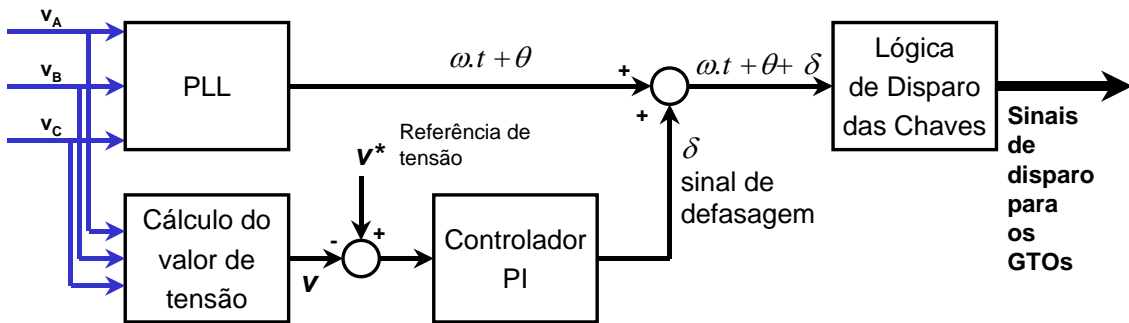 vA
vB
vC
PLL
ω.t + θ
+
+
ω.t + θ + δ
Lógica
de Disparo
das Chaves
Sinais
de
disparo
para
os
GTOs
Referência de
tensão
v*
δ
sinal de
defasagem
Cálculo do
valor de
tensão
-
v
+
Controlador
PI